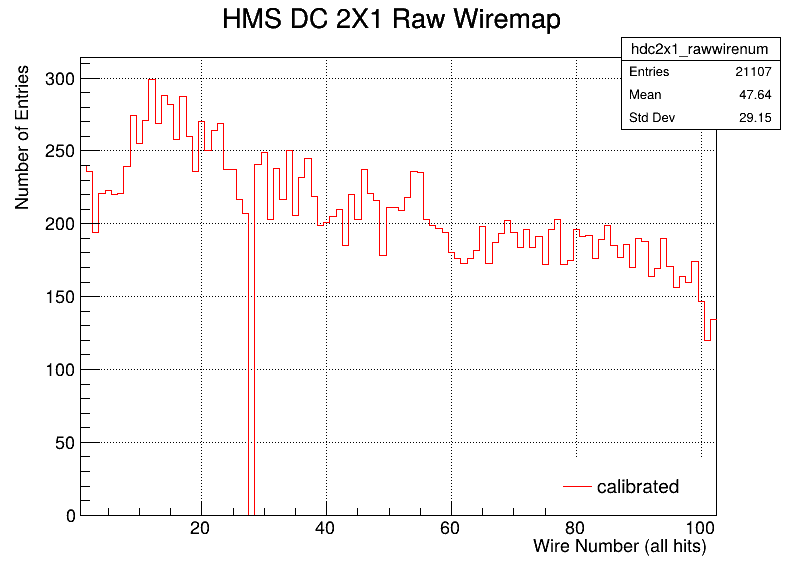 HMS DC 2X1 Raw Wiremap
hdc2x1_rawwirenum
Entries 21107
Mean 47.64
Std Dev 29.15
Number of Entries
300
250
200
150
100
50
0
20 40 60 80 100
Wire Number (all hits)
calibrated